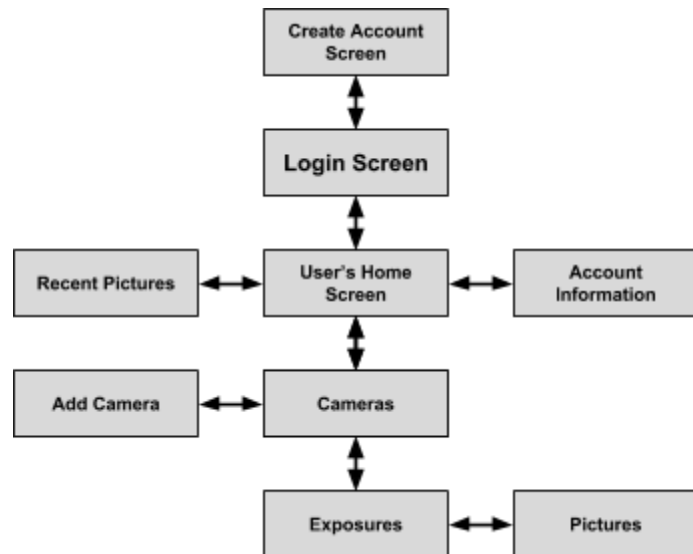 Create Account
Screen
Login Screen
Recent Pictures
User's Home
Screen
Account
Information
Add Camera
Cameras
Exposures
Pictures